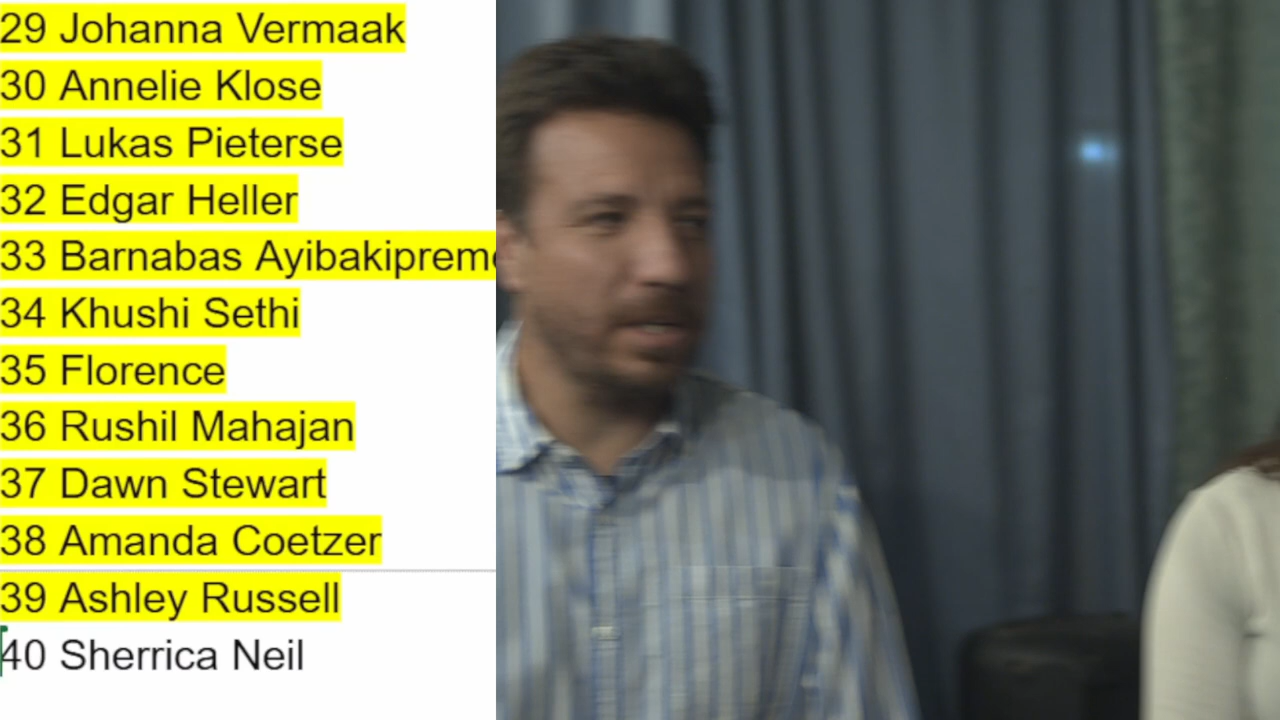 29 Johanna Vermaak
30 Annelie Klose
31 Lukas Pieterse
32 Edgar Heller
33 Barnabas
34 Khushi Sethi
35 Florence
36 Rushil Mahajan
37 Dawn Stewart
38 Amanda Coetzer
39 Ashley Russell
40 Sherrica Neil